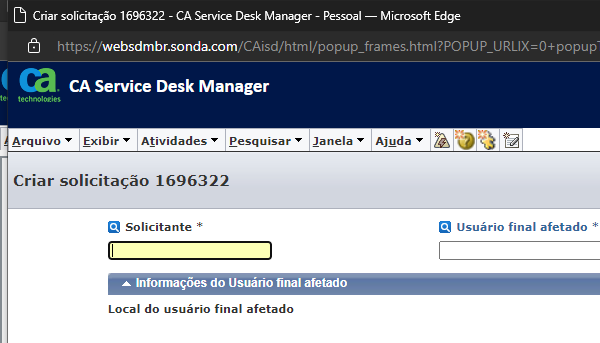 Criar solicitação 1696322 - CA Service Desk Manager - Pessoal — Microsoft Edge
https://websdmbr.sonda.com/CAisd/html/popup_frames.html?POPUP_URLIX=0+popup
ca technologies CA Service Desk Manager
Arquivo Exibir Atividades Pesquisar Janela Ajuda
Criar solicitação 1696322
Solicitante * Usuário final afetado *
Informações do Usuário final afetado
Local do usuário final afetado